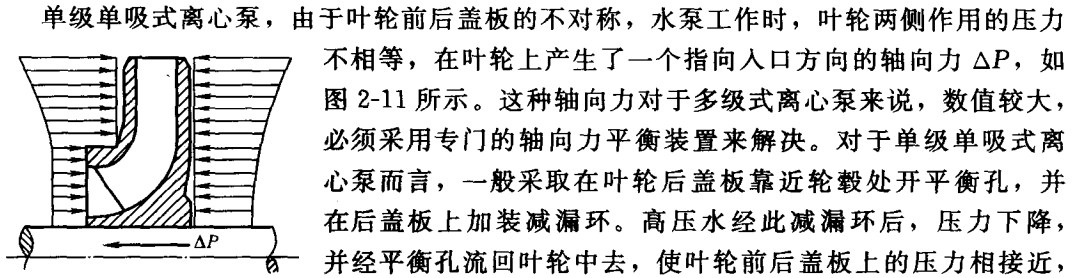 单级单吸式离心泵，由于叶轮前后盖板的不对称，水泵工作时，叶轮两侧作用的压力
不相等，在叶轮上产生了一个指向入口方向的轴向力 ΔP，如
图 2-11 所示。这种轴向力对于多级式离心泵来说，数值较大，
必须采用专门的轴向力平衡装置来解决。对于单级单吸式离
心泵而言，一般采取在叶轮后盖板靠近轮毂处开平衡孔，并
在后盖板上加装减漏环。高压水经此减漏环后，压力下降，
并经平衡孔流回叶轮中去，使叶轮前后盖板上的压力相接近，
ΔP